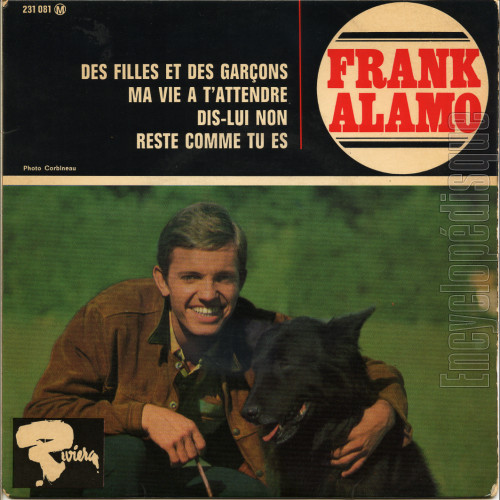 231 081 M
DES FILLES ET DES GARÇONS
MA VIE A T'ATTENDRE
DIS-LUI NON
RESTE COMME TU ES
FRANK
ALAMO
Photo Corbineau
Encyclopédisque
Riviera